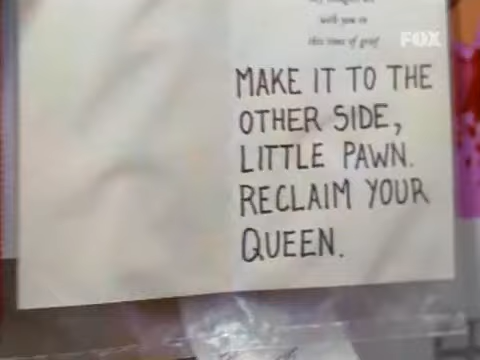 with you in
this time of grief
FOX
MAKE IT TO THE
OTHER SIDE,
LITTLE PAWN.
RECLAIM YOUR
QUEEN.